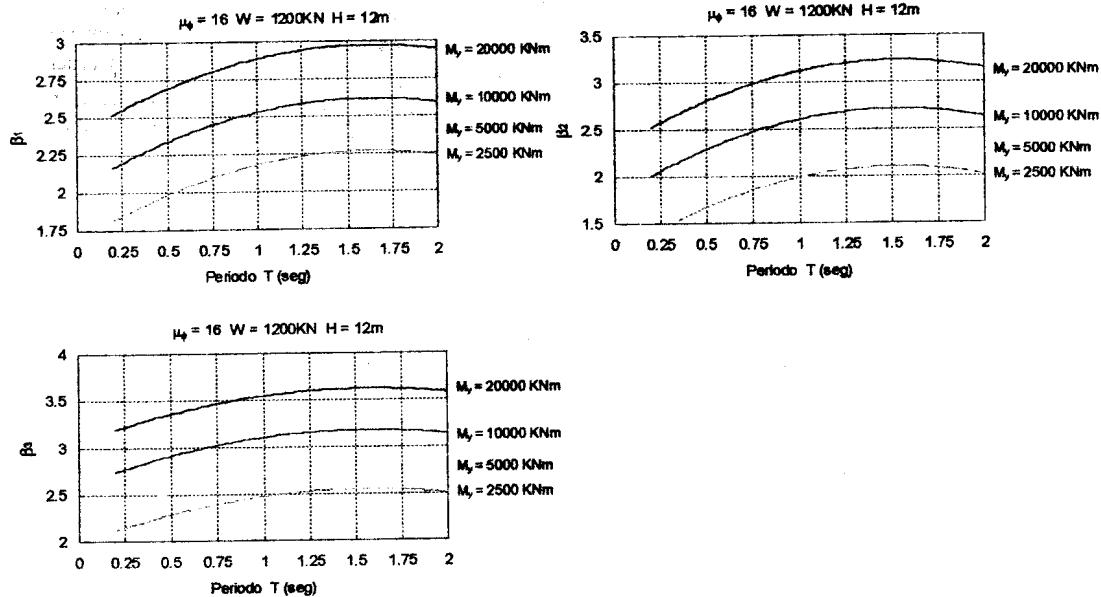 μφ = 16 W = 1200KN H = 12m
3
2.75
2.5
2.25
2
1.75
β1
0 0.25 0.5 0.75 1 1.25 1.5 1.75 2
Periodo T (seg)
My = 20000 KNm
My = 10000 KNm
My = 5000 KNm
My = 2500 KNm
μφ = 16 W = 1200KN H = 12m
3.5
3
2.5
2
1.5
β2
0 0.25 0.5 0.75 1 1.25 1.5 1.75 2
Periodo T (seg)
My = 20000 KNm
My = 10000 KNm
My = 5000 KNm
My = 2500 KNm
μφ = 16 W = 1200KN H = 12m
4
3.5
3
2.5
2
β3
0 0.25 0.5 0.75 1 1.25 1.5 1.75 2
Periodo T (seg)
My = 20000 KNm
My = 10000 KNm
My = 5000 KNm
My = 2500 KNm